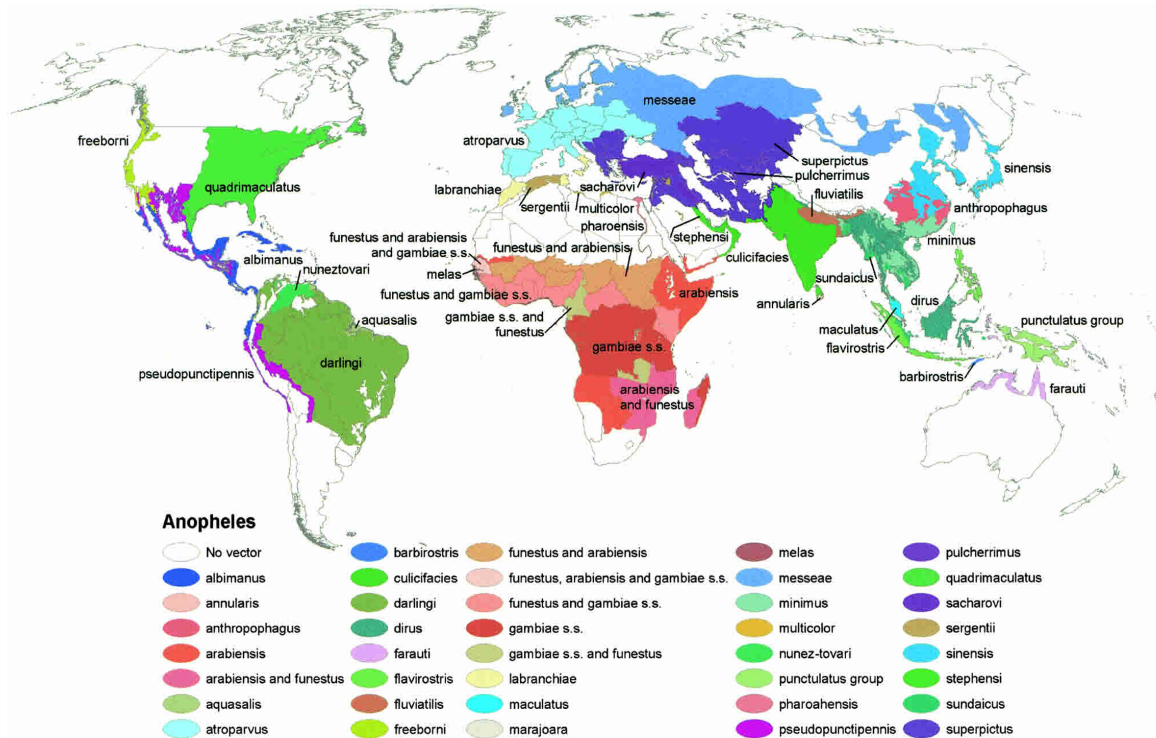 messeae
freeborni
atroparvus
quadrimaculatus
superpictus
pulcherrimus
sinensis
labranchiae
sacharovi
fluviatilis
sergentii
multicolor
anthropophagus
pharoensis
funestus and arabiensis
and gambiae s.s.
funestus and arabiensis
stephensi
minimus
albimanus
culicifacies
nuneztovari
melas
sundaicus
funestus and gambiae s.s.
arabiensis
annularis
dirus
gambiae s.s. and
funestus
aquasalis
punctulatus group
maculatus
gambiae s.s.
flavirostris
darlingi
pseudopunctipennis
barbirostris
arabiensis
and funestus
farauti
Anopheles
No vector
albimanus
annularis
anthropophagus
arabiensis
arabiensis and funestus
aquasalis
atroparvus
barbirostris
culicifacies
darlingi
dirus
farauti
flavirostris
fluviatilis
freeborni
funestus and arabiensis
funestus, arabiensis and gambiae s.s.
funestus and gambiae s.s.
gambiae s.s.
gambiae s.s. and funestus
labranchiae
maculatus
marajoara
melas
messeae
minimus
multicolor
nunez-tovari
punctulatus group
pharoahensis
pseudopunctipennis
pulcherrimus
quadrimaculatus
sacharovi
sergentii
sinensis
stephensi
sundaicus
superpictus